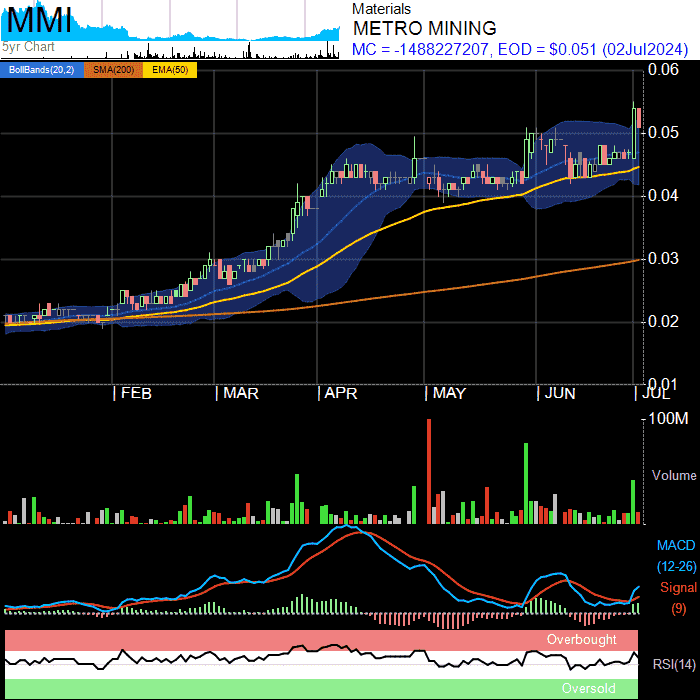 MMI
5yr Chart
Materials
METRO MINING
MC = -1488227207, EOD = $0.051 (02Jul2024)
BollBands(20,2) SMA(200) EMA(50)
0.06
0.05
0.04
0.03
0.02
0.01
FEB MAR APR MAY JUN JUL
100M
Volume
MACD
(12-26)
Signal
(9)
Overbought
RSI(14)
Oversold